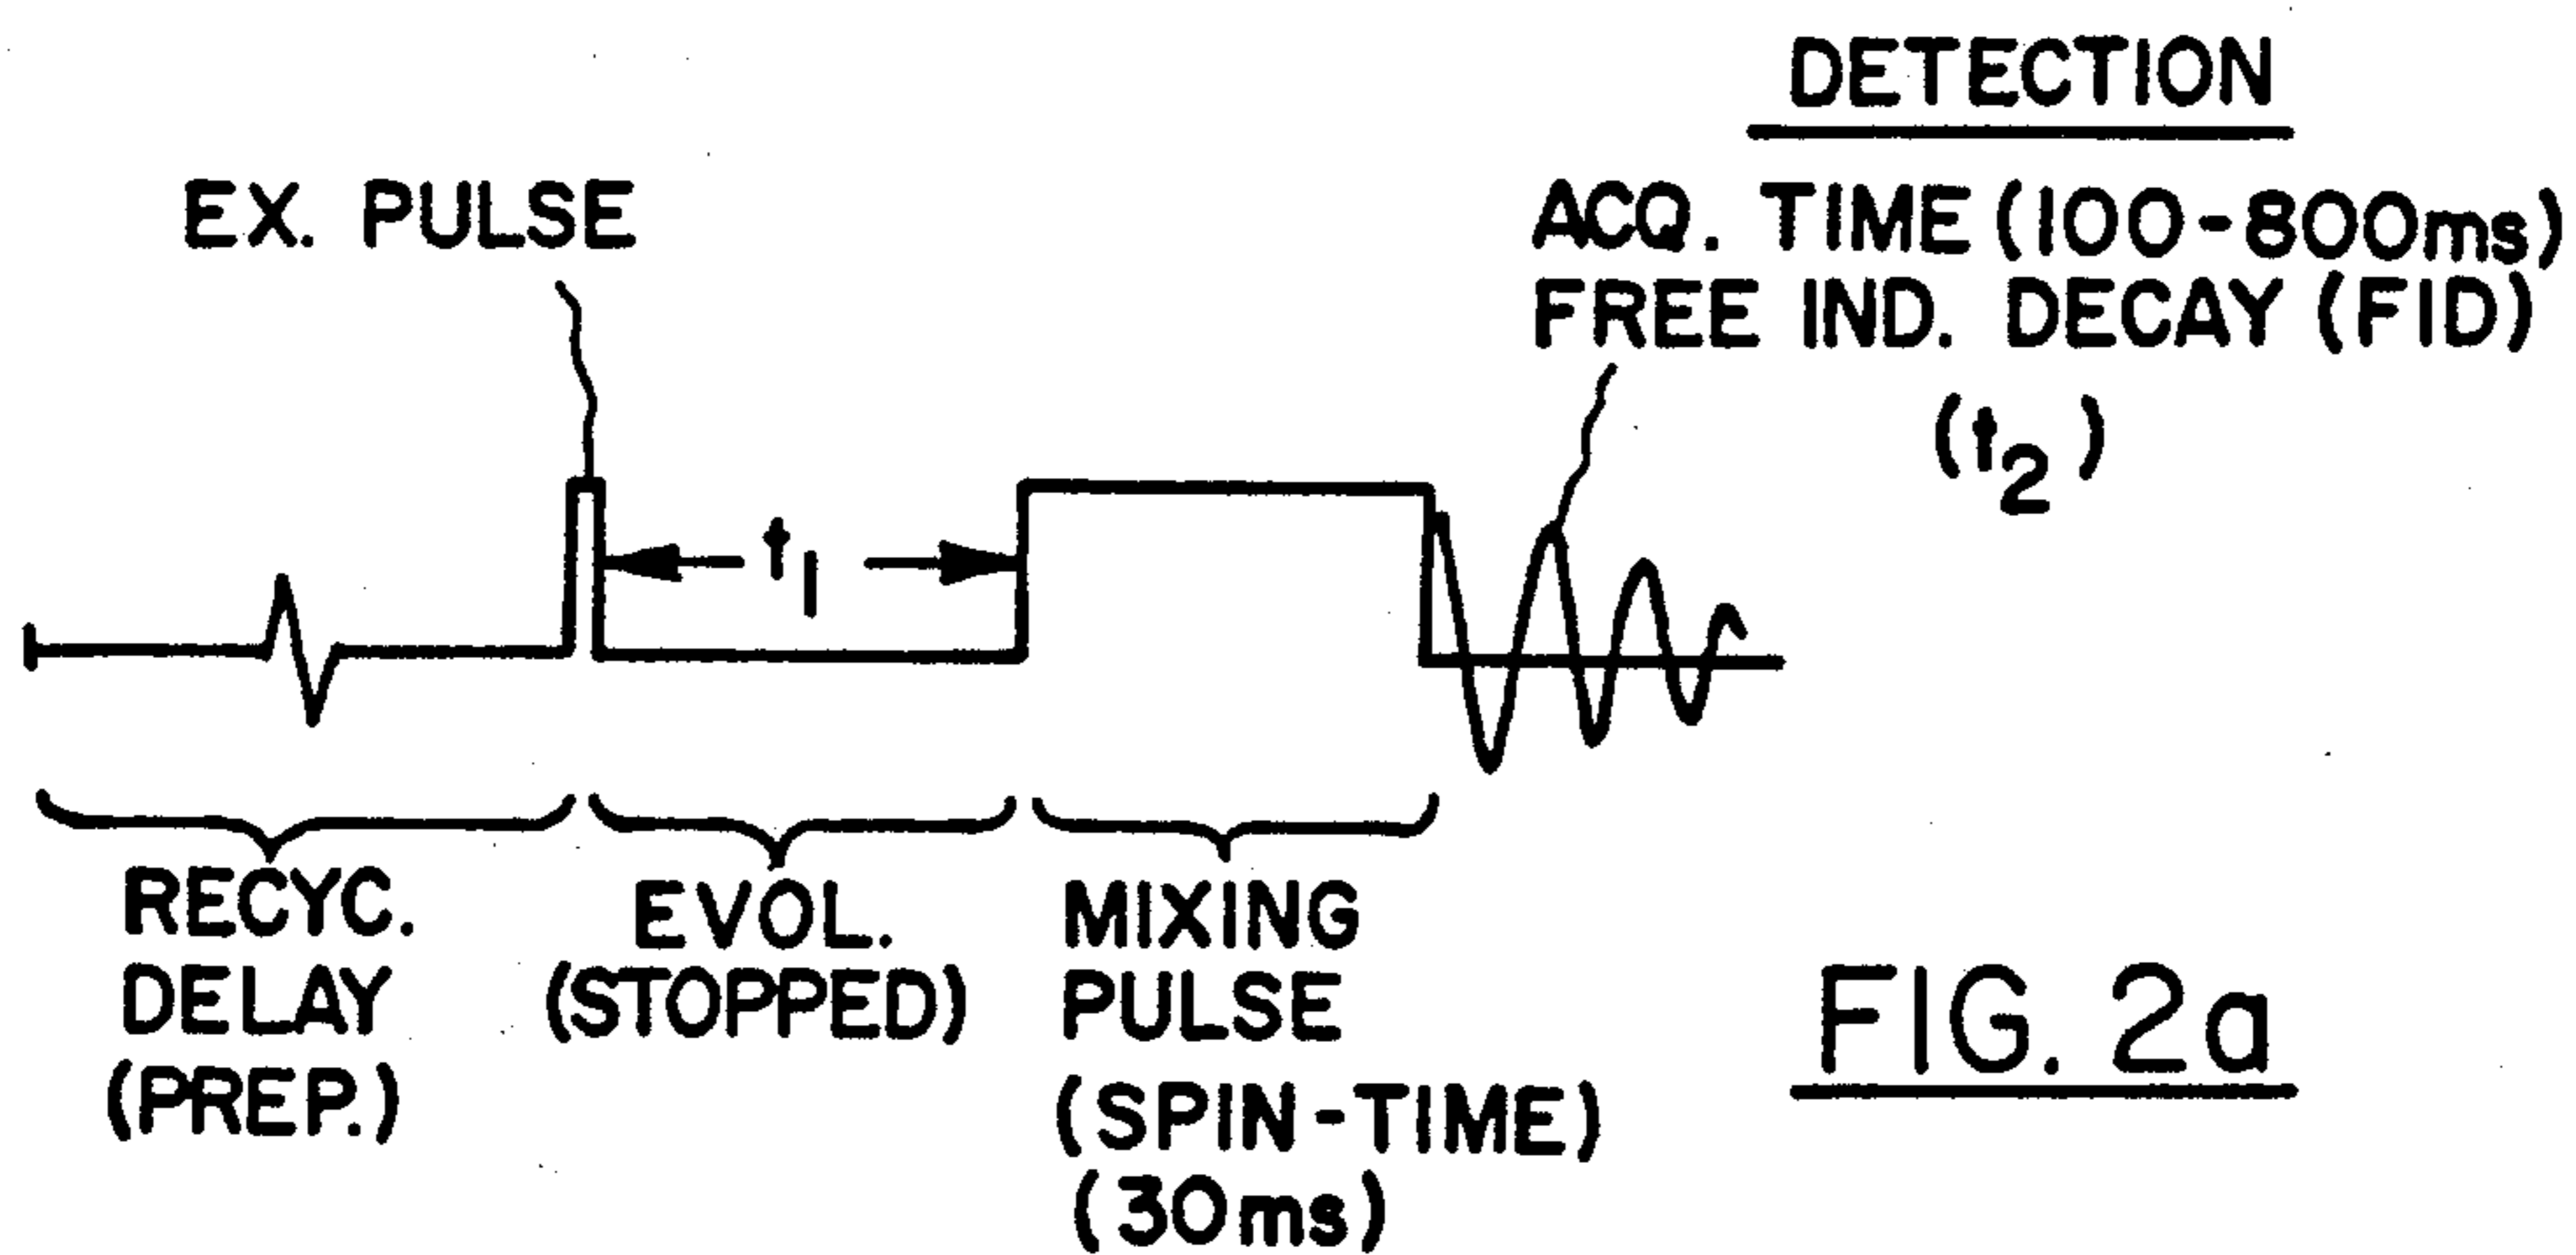 DETECTION
EX. PULSE
ACQ. TIME (100-800ms)
FREE IND. DECAY (FID)
(t2)
t1
RECYC.
DELAY
(PREP.)
EVOL.
(STOPPED)
MIXING
PULSE
(SPIN-TIME)
(30ms)
FIG. 2a